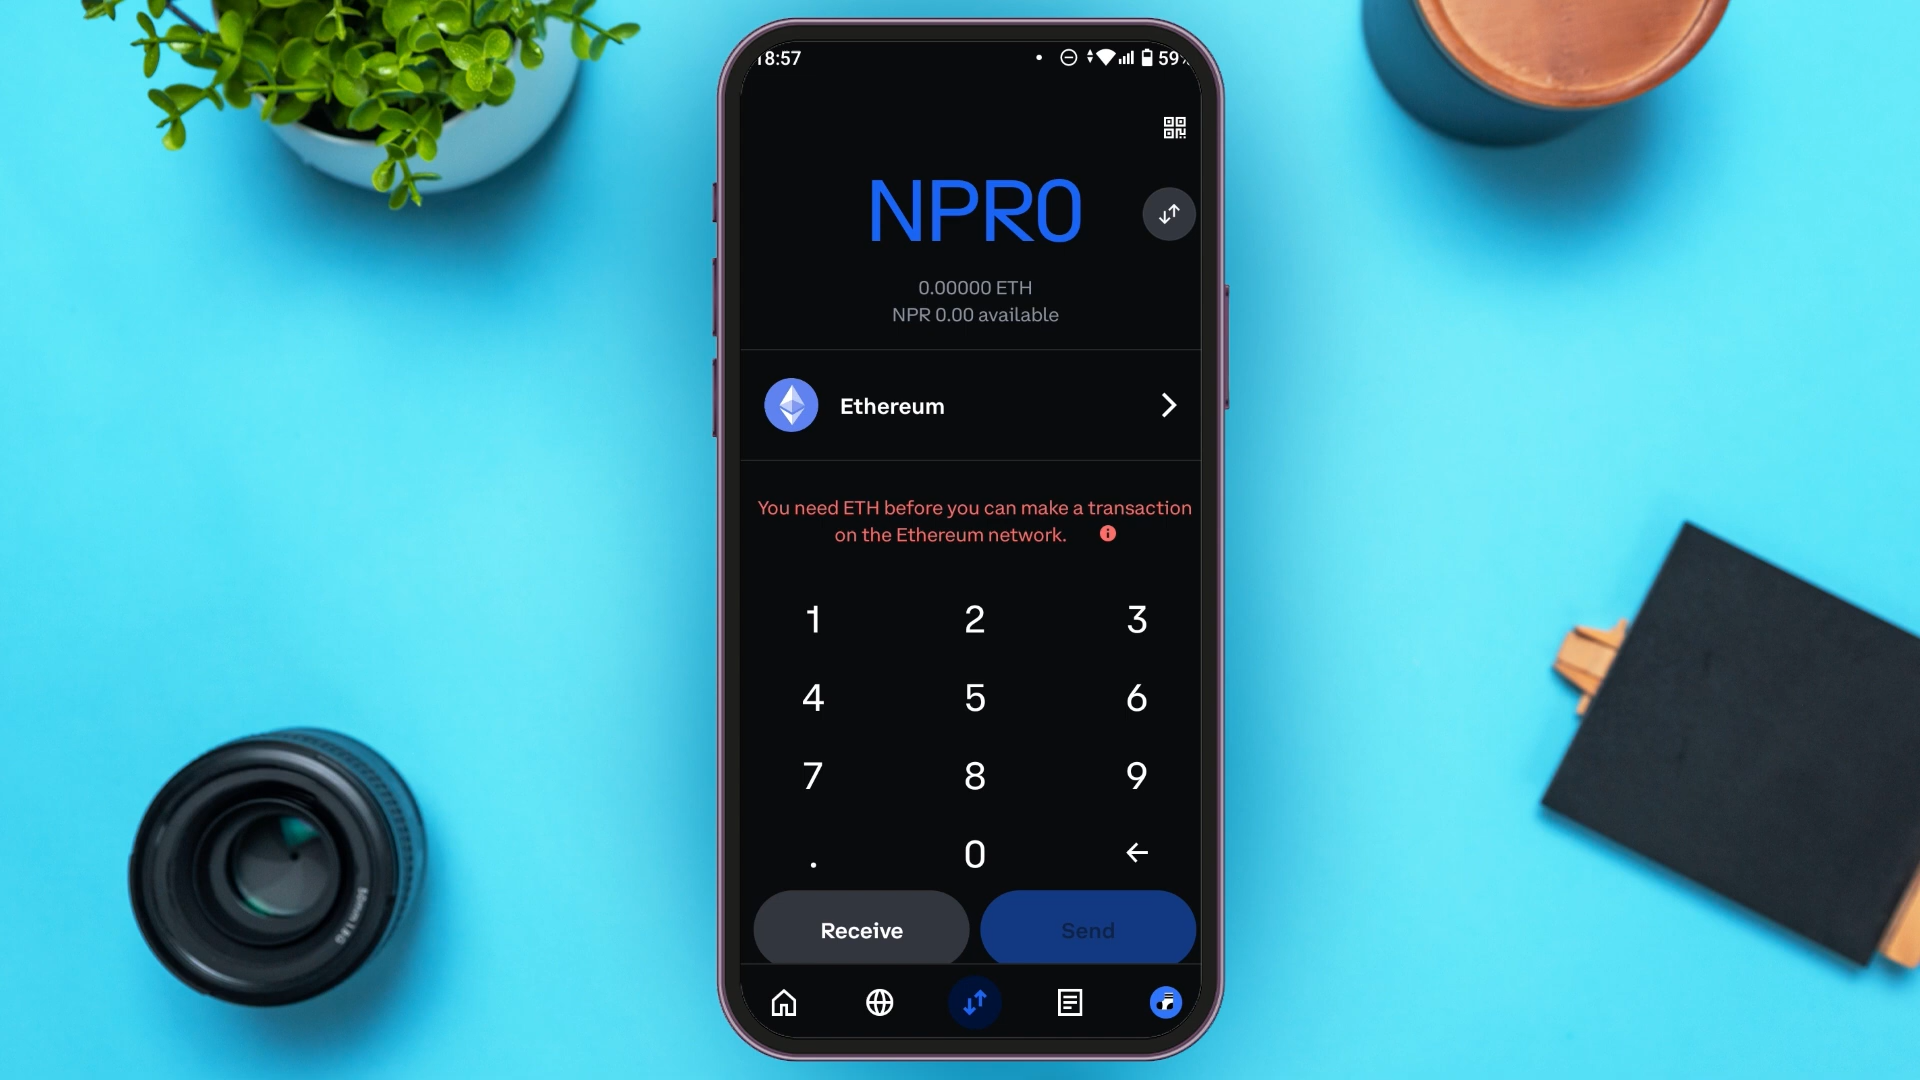 18:57
59
NPR0
0.00000 ETH
NPR 0.00 available
Ethereum
You need ETH before you can make a transaction
on the Ethereum network.
1 2 3
4 5 6
7 8 9
. 0
Receive Send